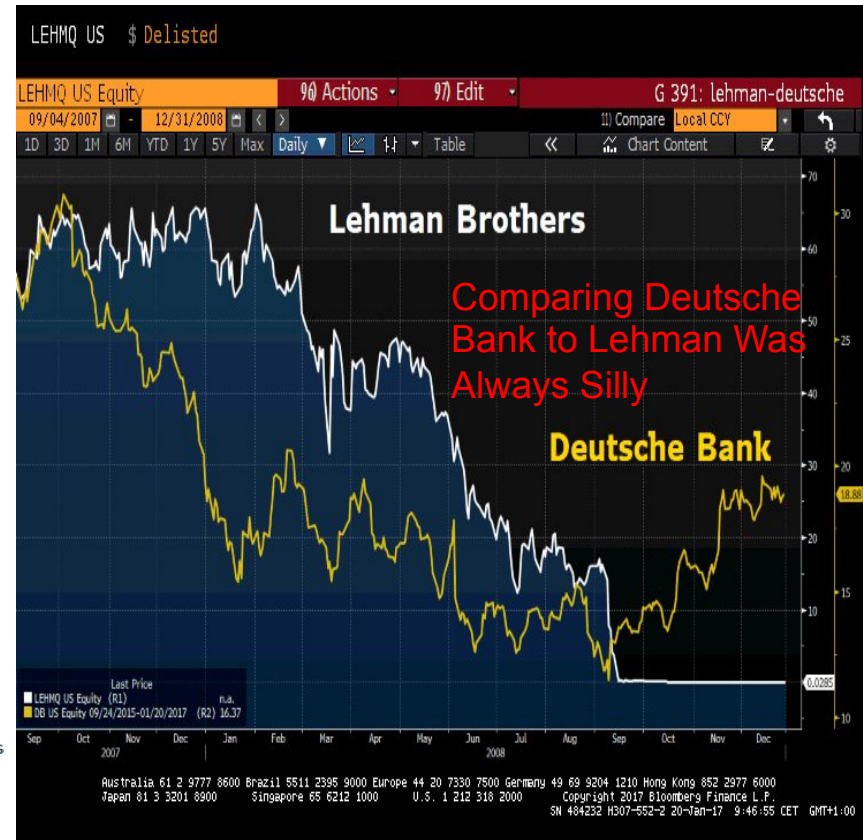 LEHMQ US $ Delisted
LEHMQ US Equity 96) Actions 97) Edit G 391: lehman-deutsche
09/04/2007 - 12/31/2008 < > 11) Compare Local CCY
1D 3D 1M 6M YTD 1Y 5Y Max Daily ▼ Table « Chart Content
70
30
Lehman Brothers
60
Comparing Deutsche
50
Bank to Lehman Was
25
Always Silly
40
Deutsche Bank
30
20
18.88
20
15
10
Last Price
LEHMQ US Equity (R1) n.a.
0.0285
DB US Equity 09/24/2015-01/20/2017 (R2) 16.37
10
Sep Oct Nov Dec Jan Feb Mar Apr May Jun Jul Aug Sep Oct Nov Dec
s
2007 2008
Australia 61 2 9777 8600 Brazil 5511 2395 9000 Europe 44 20 7330 7500 Germany 49 69 9204 1210 Hong Kong 852 2977 6000
Japan 81 3 3201 8900 Singapore 65 6212 1000 U.S. 1 212 318 2000 Copyright 2017 Bloomberg Finance L.P.
SN 484232 H307-552-2 20-Jan-17 9:46:55 CET GMT+1:00